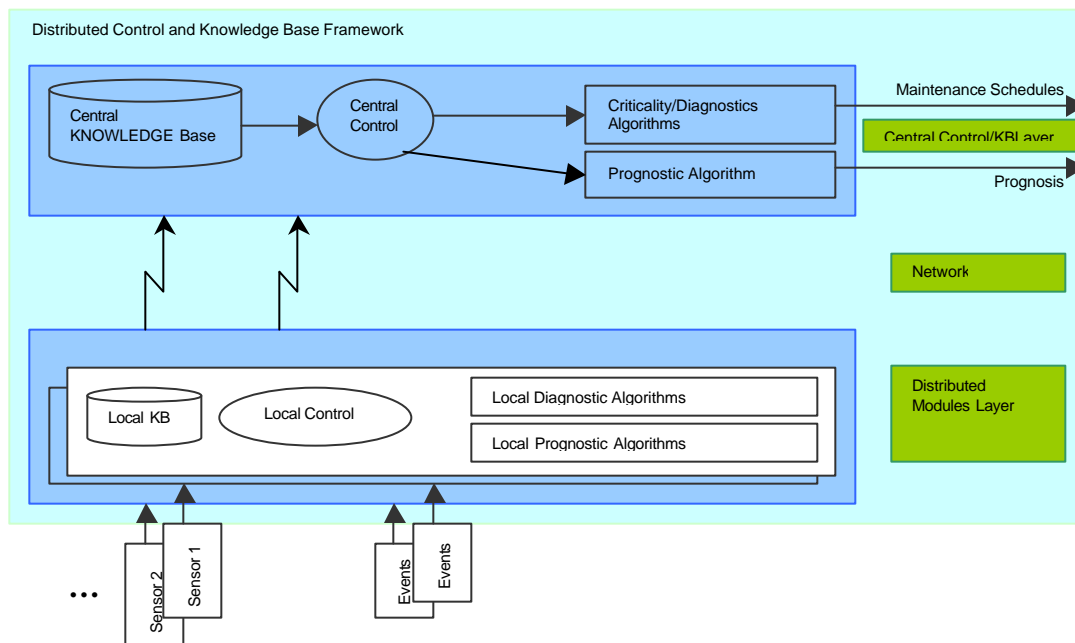 Distributed Control and Knowledge Base Framework
Central
KNOWLEDGE Base
Central
Control
Criticality/Diagnostics
Algorithms
Prognostic Algorithm
Maintenance Schedules
Central Control/KBLayer
Prognosis
Network
Local KB
Local Control
Local Diagnostic Algorithms
Local Prognostic Algorithms
Distributed
Modules Layer
...
Sensor 2
Sensor 1
Events
Events